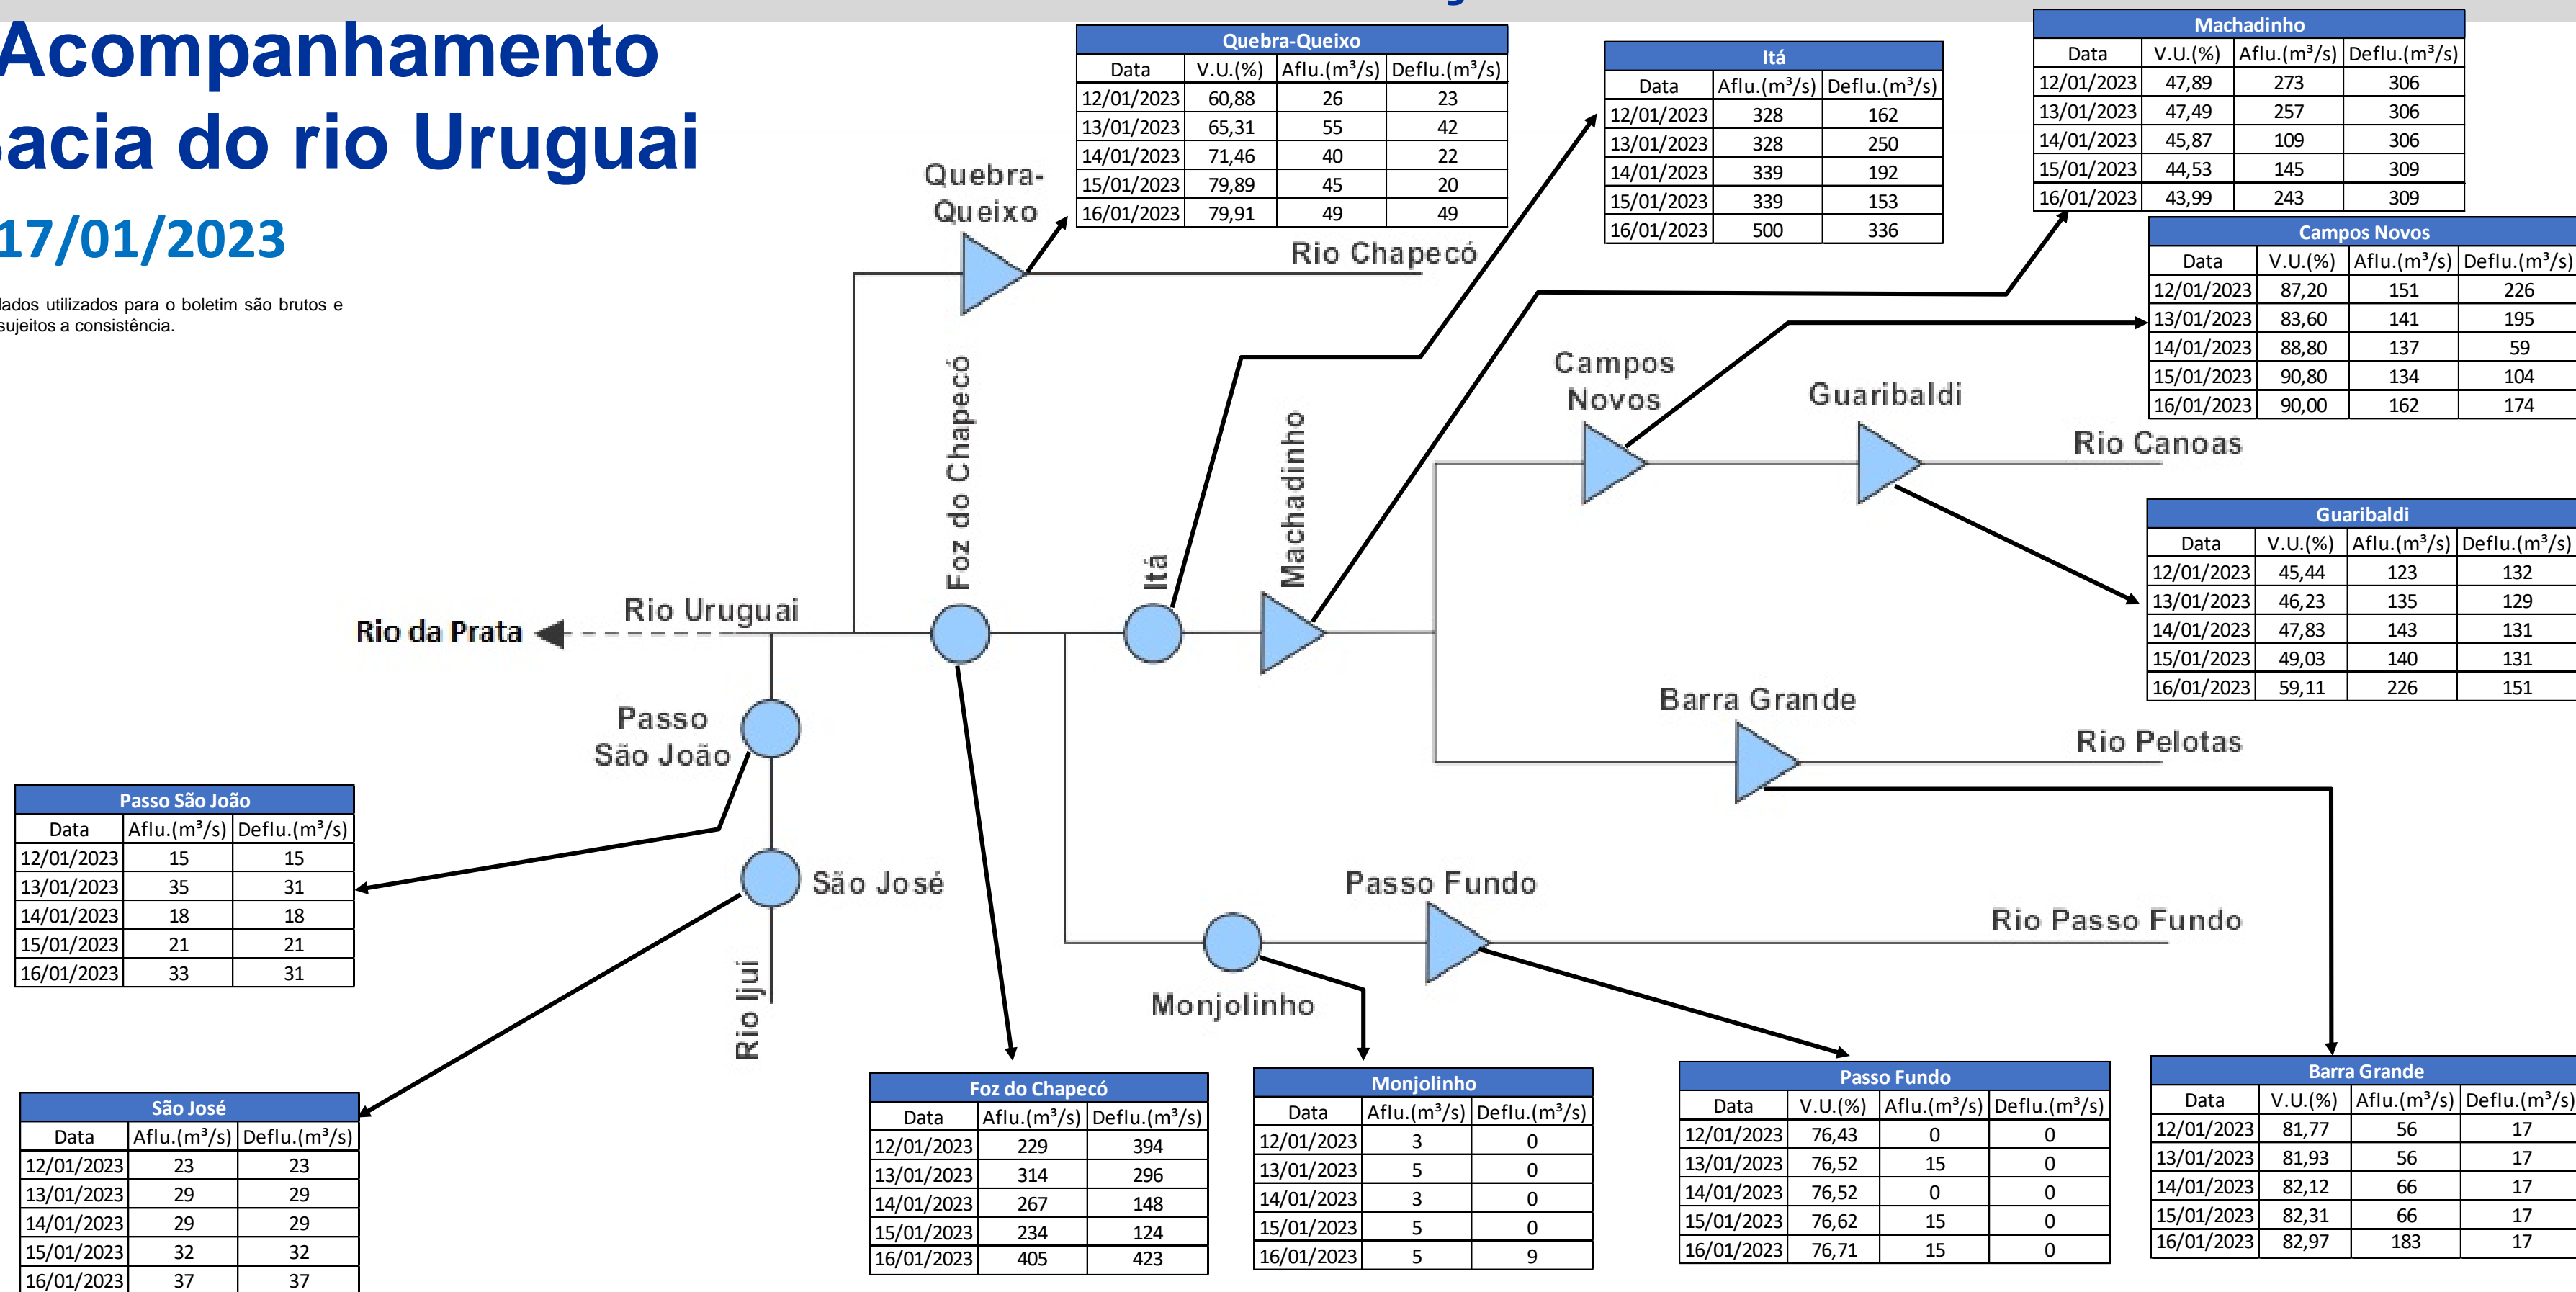 Acompanhamento
Bacia do rio Uruguai
17/01/2023
dados utilizados para o boletim são brutos e
sujeitos a consistência.
Quebra-Queixo
Data V.U.(%) Aflu.(m³/s) Deflu.(m³/s)
12/01/2023 60,88 26 23
13/01/2023 65,31 55 42
14/01/2023 71,46 40 22
15/01/2023 79,89 45 20
16/01/2023 79,91 49 49
Itá
Data Aflu.(m³/s) Deflu.(m³/s)
12/01/2023 328 162
13/01/2023 328 250
14/01/2023 339 192
15/01/2023 339 153
16/01/2023 500 336
Machadinho
Data V.U.(%) Aflu.(m³/s) Deflu.(m³/s)
12/01/2023 47,89 273 306
13/01/2023 47,49 257 306
14/01/2023 45,87 109 306
15/01/2023 44,53 145 309
16/01/2023 43,99 243 309
Campos Novos
Data V.U.(%) Aflu.(m³/s) Deflu.(m³/s)
12/01/2023 87,20 151 226
13/01/2023 83,60 141 195
14/01/2023 88,80 137 59
15/01/2023 90,80 134 104
16/01/2023 90,00 162 174
Quebra-
Queixo
Rio Chapecó
Foz do Chapecó
Itá
Machadinho
Campos
Novos
Guaribaldi
Rio Canoas
Guaribaldi
Data V.U.(%) Aflu.(m³/s) Deflu.(m³/s)
12/01/2023 45,44 123 132
13/01/2023 46,23 135 129
14/01/2023 47,83 143 131
15/01/2023 49,03 140 131
16/01/2023 59,11 226 151
Rio da Prata
Rio Uruguai
Passo
São João
Barra Grande
Rio Pelotas
Passo São João
Data Aflu.(m³/s) Deflu.(m³/s)
12/01/2023 15 15
13/01/2023 35 31
14/01/2023 18 18
15/01/2023 21 21
16/01/2023 33 31
São José
Passo Fundo
Rio Passo Fundo
Rio Ijui
Monjolinho
São José
Data Aflu.(m³/s) Deflu.(m³/s)
12/01/2023 23 23
13/01/2023 29 29
14/01/2023 29 29
15/01/2023 32 32
16/01/2023 37 37
Foz do Chapecó
Data Aflu.(m³/s) Deflu.(m³/s)
12/01/2023 229 394
13/01/2023 314 296
14/01/2023 267 148
15/01/2023 234 124
16/01/2023 405 423
Monjolinho
Data Aflu.(m³/s) Deflu.(m³/s)
12/01/2023 3 0
13/01/2023 5 0
14/01/2023 3 0
15/01/2023 5 0
16/01/2023 5 9
Passo Fundo
Data V.U.(%) Aflu.(m³/s) Deflu.(m³/s)
12/01/2023 76,43 0 0
13/01/2023 76,52 15 0
14/01/2023 76,52 0 0
15/01/2023 76,62 15 0
16/01/2023 76,71 15 0
Barra Grande
Data V.U.(%) Aflu.(m³/s) Deflu.(m³/s)
12/01/2023 81,77 56 17
13/01/2023 81,93 56 17
14/01/2023 82,12 66 17
15/01/2023 82,31 66 17
16/01/2023 82,97 183 17